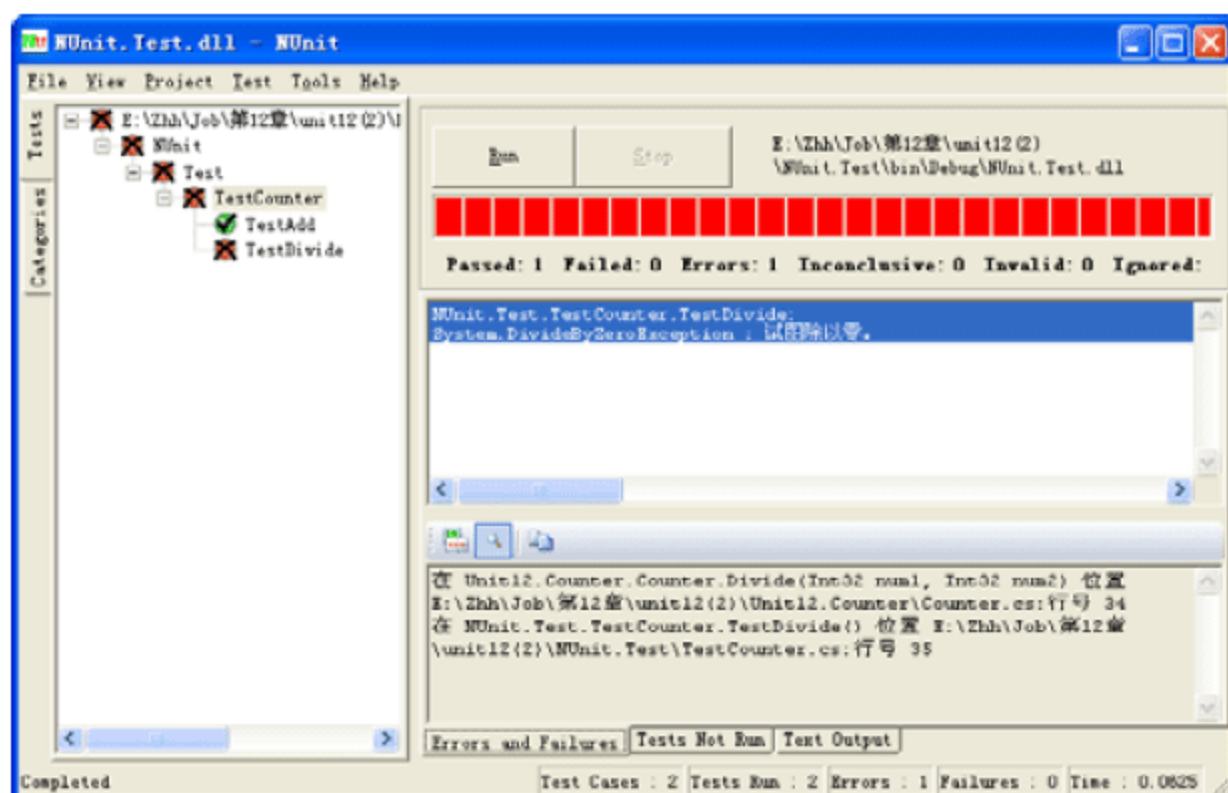 NUnit.Test.dll - NUnit
File View Project Test Tools Help
Tests
Categories
E:\Zhh\Job\第12章\unit12(2)\
NUnit
Test
TestCounter
TestAdd
TestDivide
Run
Stop
E:\Zhh\Job\第12章\unit12(2)
\NUnit.Test\bin\Debug\NUnit.Test.dll
Passed: 1 Failed: 0 Errors: 1 Inconclusive: 0 Invalid: 0 Ignored:
NUnit.Test.TestCounter.TestDivide:
System.DivideByZeroException : 试图除以零。
在 Unit12.Counter.Counter.Divide(Int32 num1, Int32 num2) 位置
E:\Zhh\Job\第12章\unit12(2)\Unit12.Counter\Counter.cs:行号 34
在 NUnit.Test.TestCounter.TestDivide() 位置 E:\Zhh\Job\第12章
\unit12(2)\NUnit.Test\TestCounter.cs:行号 35
Errors and Failures Tests Not Run Text Output
Completed Test Cases : 2 Tests Run : 2 Errors : 1 Failures : 0 Time : 0.0625